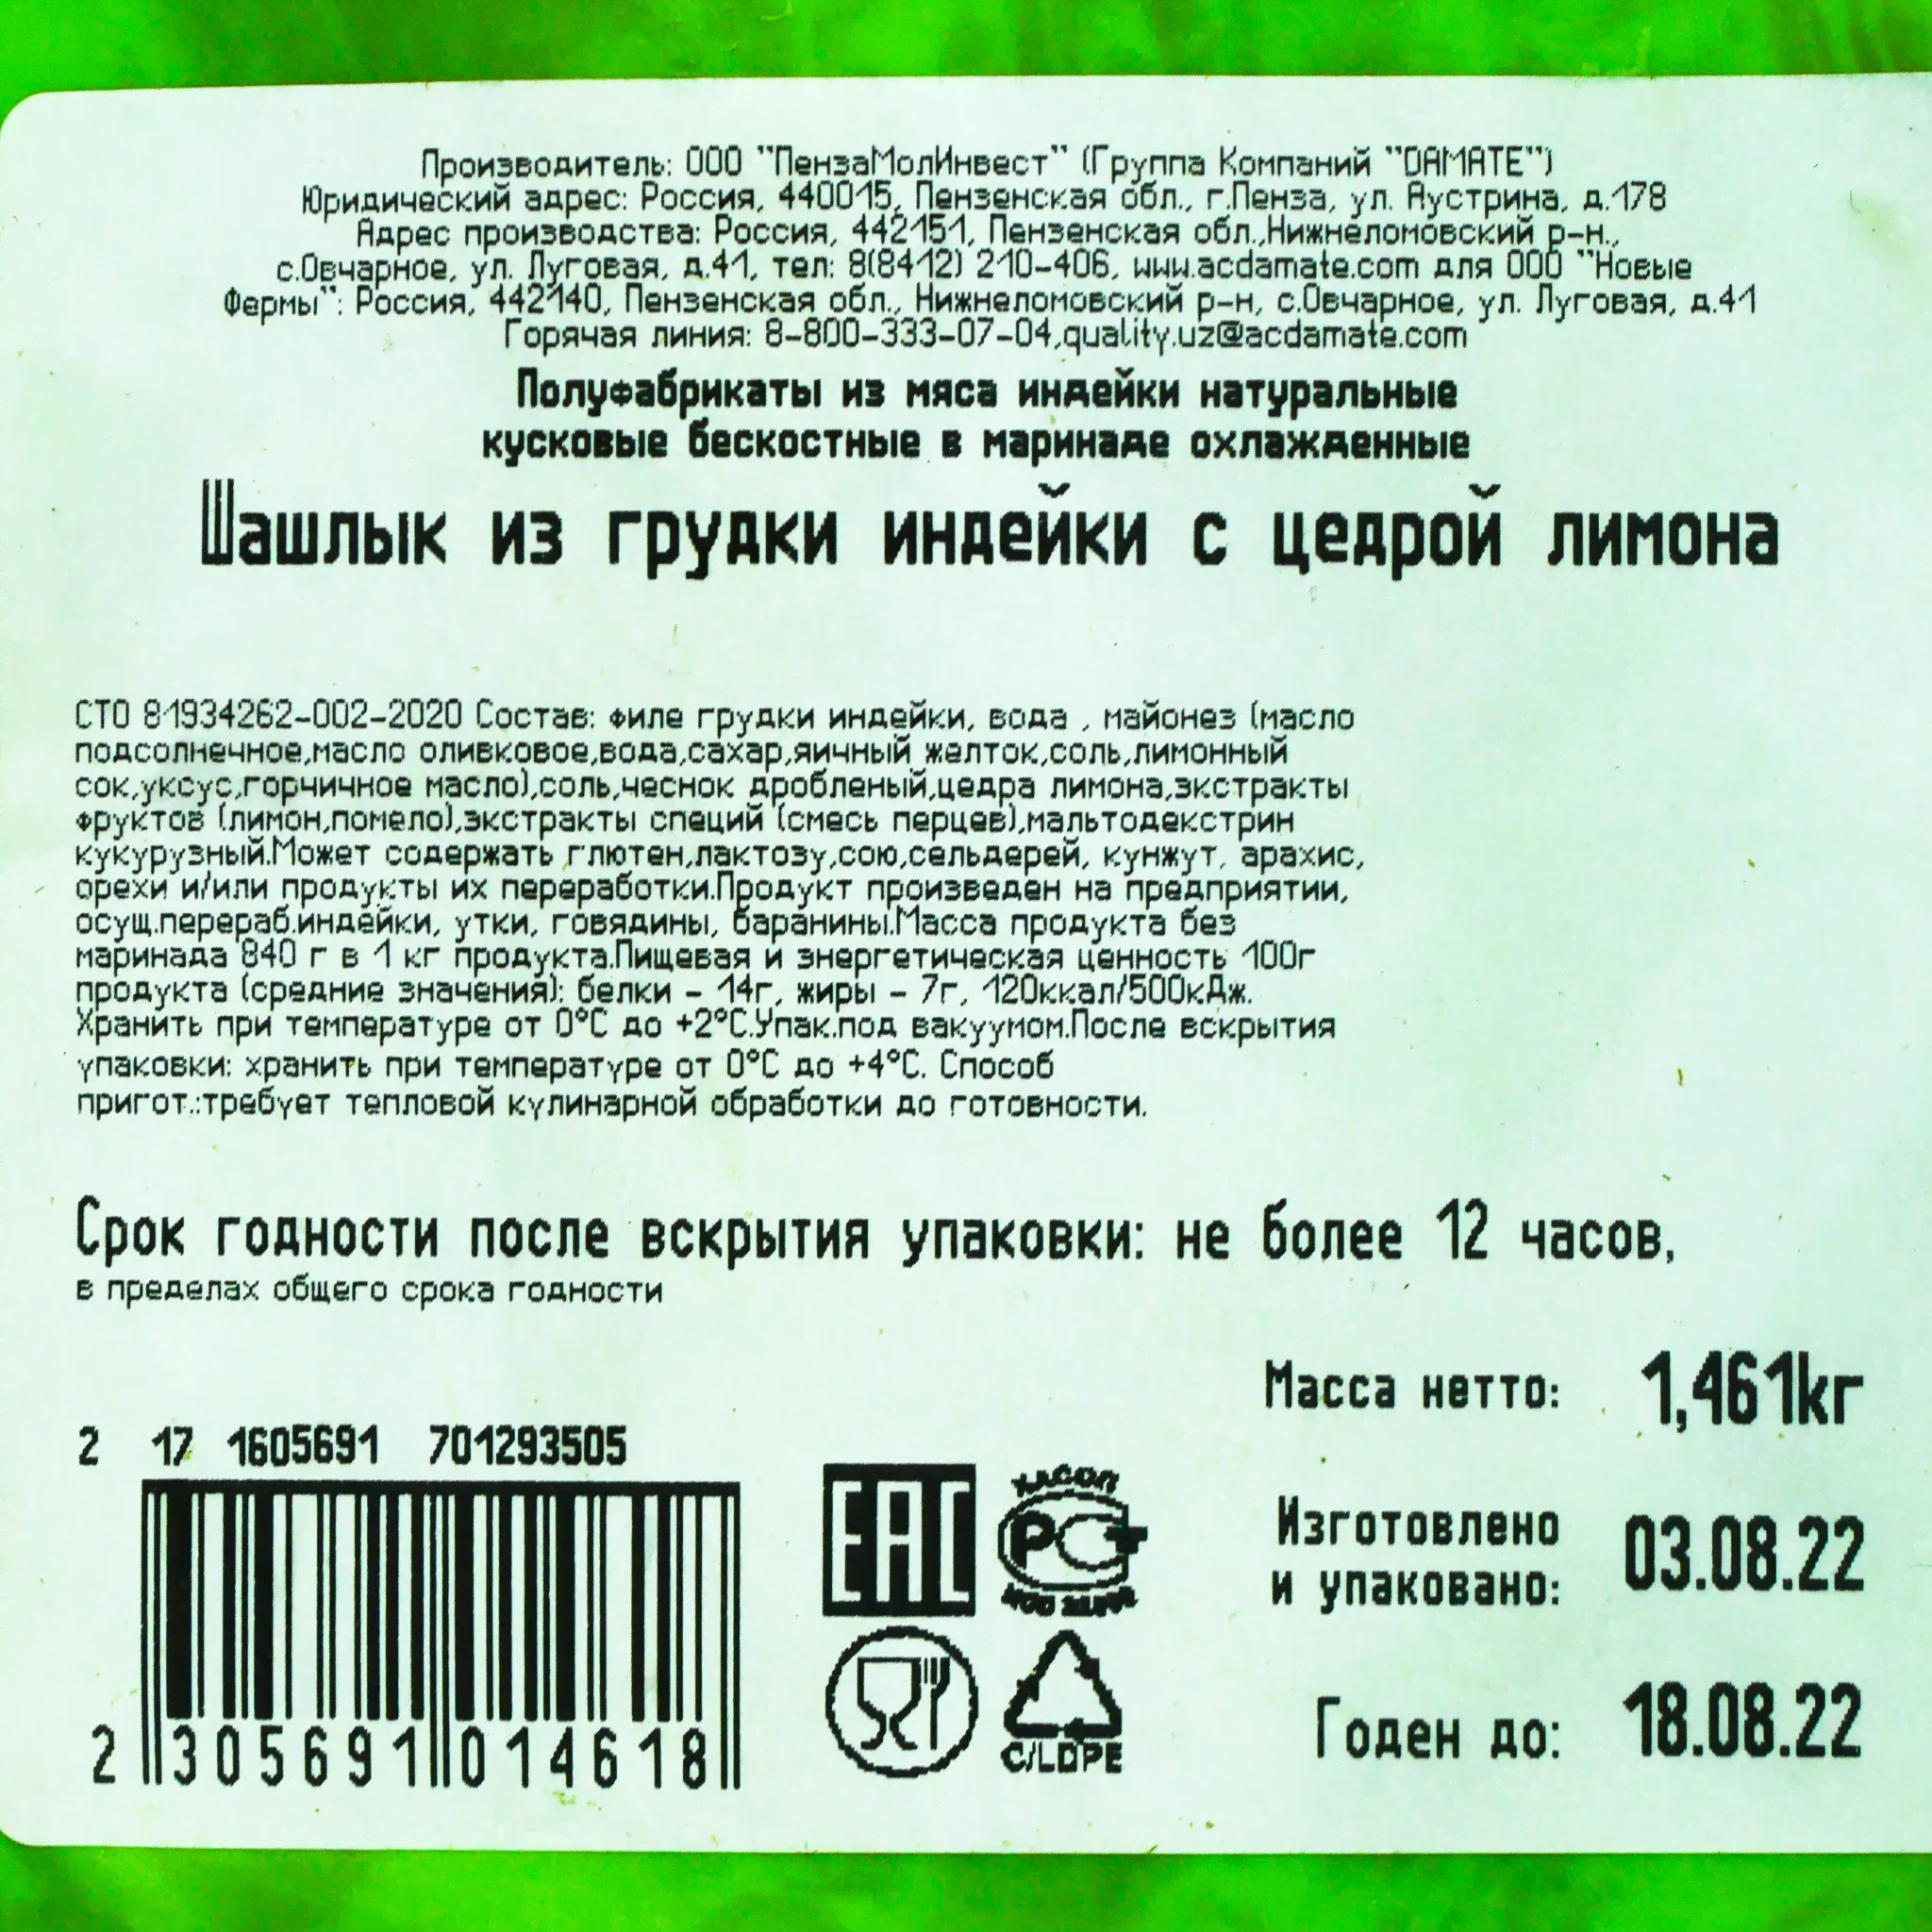 Производитель: ООО "ПензаМолИнвест" (Группа Компаний "DAMATE")
Юридический адрес: Россия, 440015, Пензенская обл., г.Пенза, ул. Аустрина, д.178
Адрес производства: Россия, 442151, Пензенская обл.,Нижнеломовский р-н.,
с.Овчарное, ул. Луговая, д.41, тел: 8(8412) 210-406, www.acdamate.com для ООО "Новые
Фермы": Россия, 442140, Пензенская обл., Нижнеломовский р-н, с.Овчарное, ул. Луговая, д.41
Горячая линия: 8-800-333-07-04,quality.uz@acdamate.com
Полуфабрикаты из мяса индейки натуральные
кусковые бескостные в маринаде охлажденные
Шашлык из грудки индейки с цедрой лимона
СТО 81934262-002-2020 Состав: филе грудки индейки, вода , майонез (масло
подсолнечное,масло оливковое,вода,сахар,яичный желток,соль,лимонный
сок,уксус,горчичное масло),соль,чеснок дробленый,цедра лимона,экстракты
фруктов (лимон,помело),экстракты специй (смесь перцев),мальтодекстрин
кукурузный.Может содержать глютен,лактозу,сою,сельдерей, кунжут, арахис,
орехи и/или продукты их переработки.Продукт произведен на предприятии,
осущ.перераб.индейки, утки, говядины, баранины.Масса продукта без
маринада 840 г в 1 кг продукта.Пищевая и энергетическая ценность 100г
продукта (средние значения): белки - 14г, жиры - 7г, 120ккал/500кДж.
Хранить при температуре от 0°С до +2°С.Упак.под вакуумом.После вскрытия
упаковки: хранить при температуре от 0°С до +4°С. Способ
пригот.:требует тепловой кулинарной обработки до готовности.
Срок годности после вскрытия упаковки: не более 12 часов,
в пределах общего срока годности
Масса нетто: 1,461кг
2 17 1605691 701293505
Изготовлено
и упаковано: 03.08.22
EAC
PC
Годен до: 18.08.22
C/LDPE
2 305691 014618